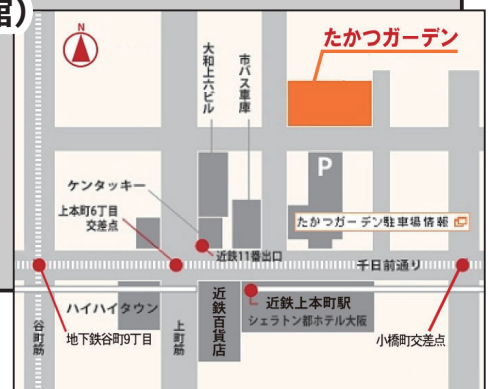 館）
N
たかつガーデン
大和上六ビル
市バス車庫
P
ケンタッキー
上本町6丁目
交差点
たかつガーデン駐車場情報
近鉄11番出口
千日前通り
ハイハイタウン
近鉄百貨店
近鉄上本町駅
シェラトン都ホテル大阪
谷町筋
地下鉄谷町9丁目
上町筋
小橋町交差点